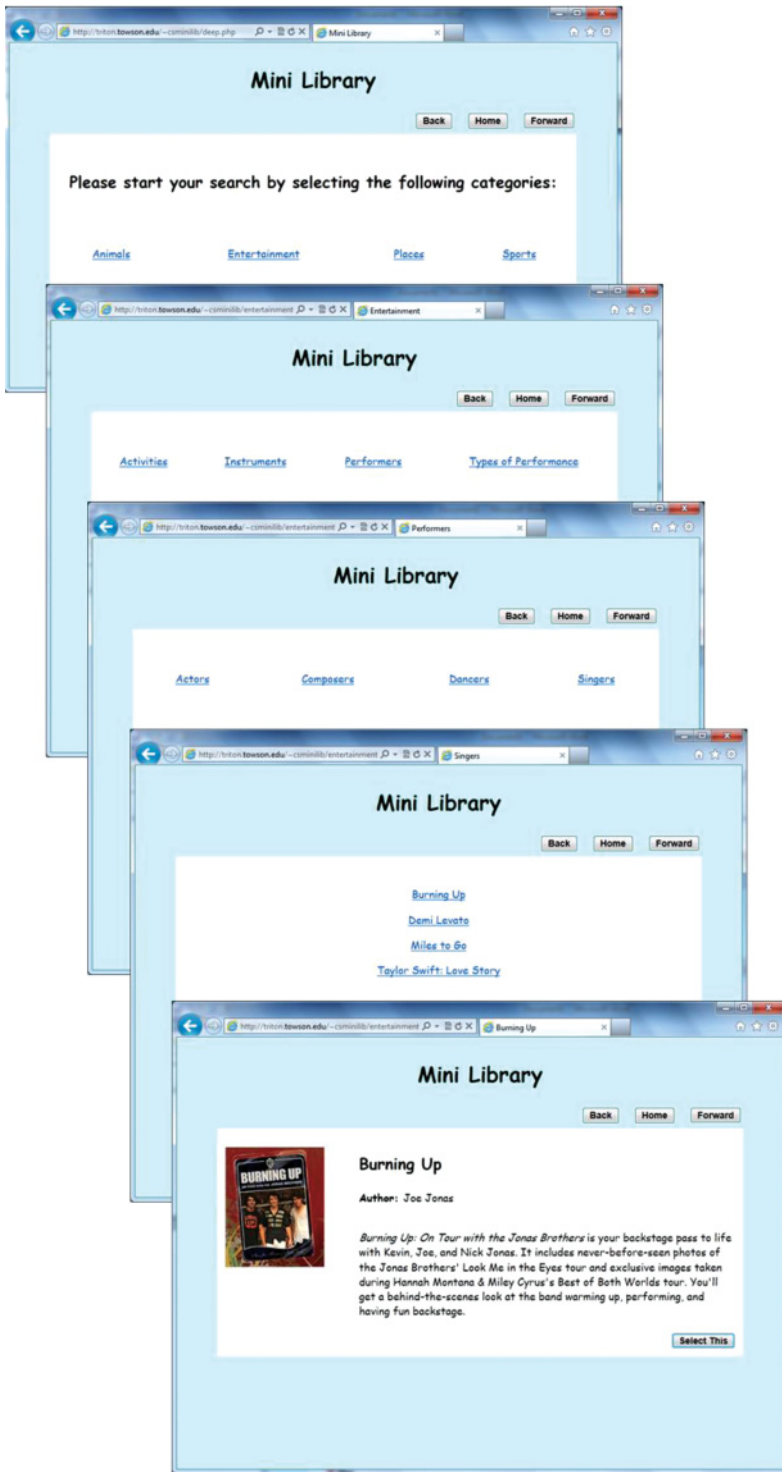 http://triton.towson.edu/~csminilib/deep.php
Mini Library
Mini Library
Back Home Forward
Please start your search by selecting the following categories:
Animals Entertainment Places Sports
http://triton.towson.edu/~csminilib/entertainment
Entertainment
Mini Library
Back Home Forward
Activities Instruments Performers Types of Performance
http://triton.towson.edu/~csminilib/entertainment
Performers
Mini Library
Back Home Forward
Actors Composers Dancers Singers
http://triton.towson.edu/~csminilib/entertainment
Singers
Mini Library
Back Home Forward
Burning Up
Demi Levato
Miles to Go
Taylor Swift: Love Story
http://triton.towson.edu/~csminilib/entertainment
Burning Up
Mini Library
Back Home Forward
BURNING UP
Burning Up
Author: Joe Jonas
Burning Up: On Tour with the Jonas Brothers is your backstage pass to life
with Kevin, Joe, and Nick Jonas. It includes never-before-seen photos of
the Jonas Brothers' Look Me in the Eyes tour and exclusive images taken
during Hannah Montana & Miley Cyrus's Best of Both Worlds tour. You'll
get a behind-the-scenes look at the band warming up, performing, and
having fun backstage.
Select This